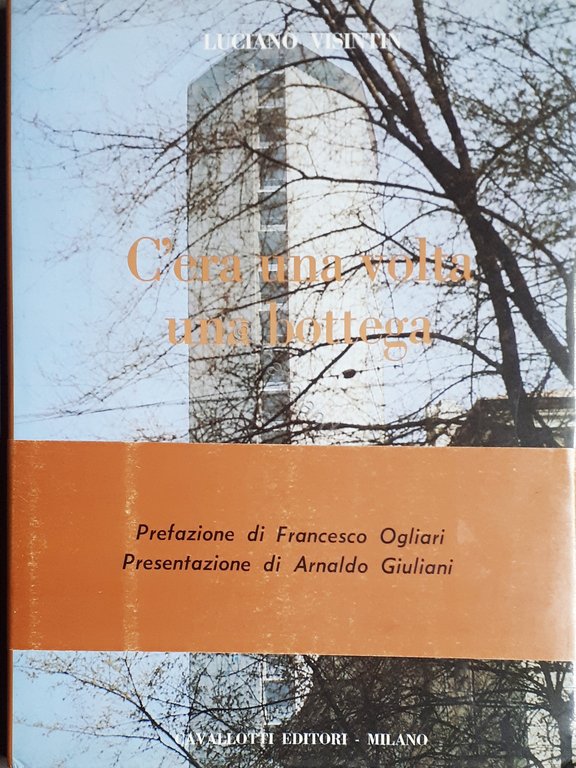 LUCIANO VISINTIN
C'era una volta
una bottega
Prefazione di Francesco Ogliari
Presentazione di Arnaldo Giuliani
CAVALLOTTI EDITORI - MILANO